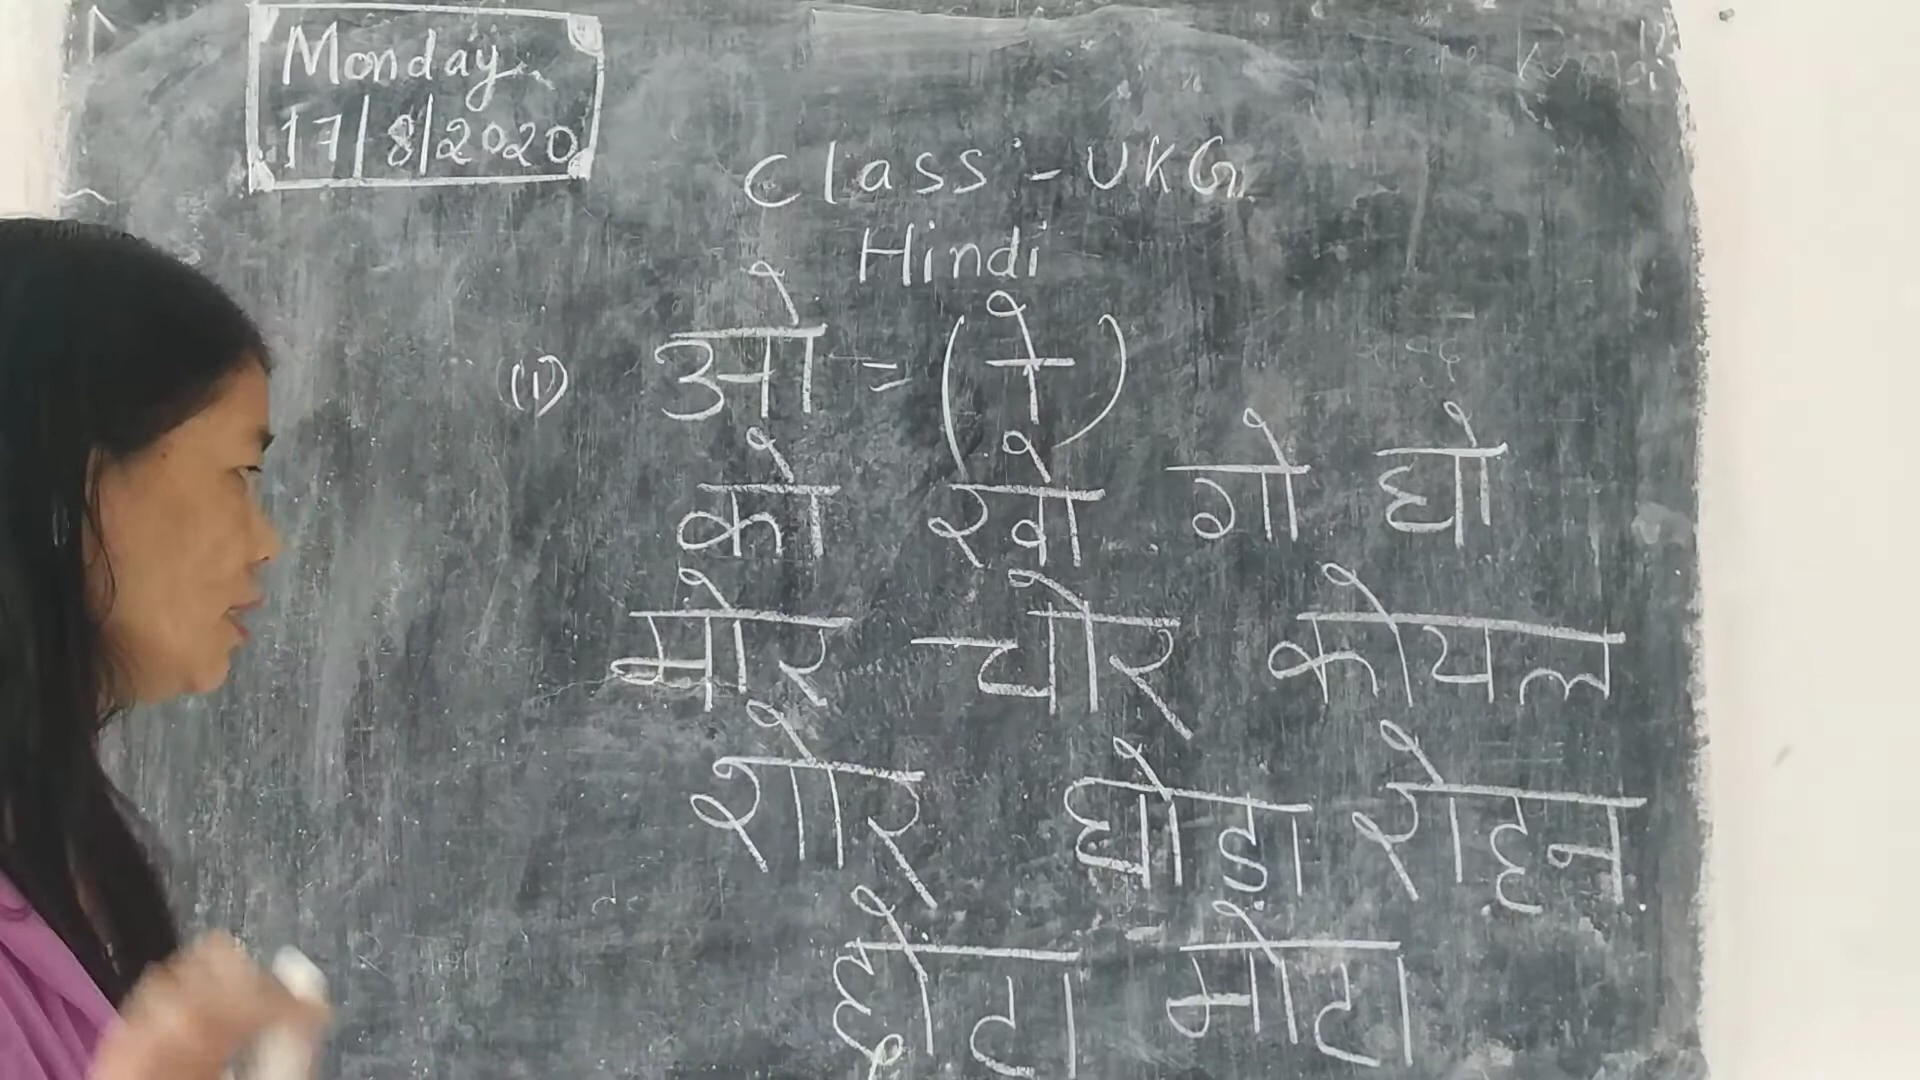 Monday
17/8/2020
Class:- UKG
Hindi
(1) ओ = (ो)
को खो गो घो
मोर चोर कोयल
शोर घोड़ा रोहन
छोटा मोटा